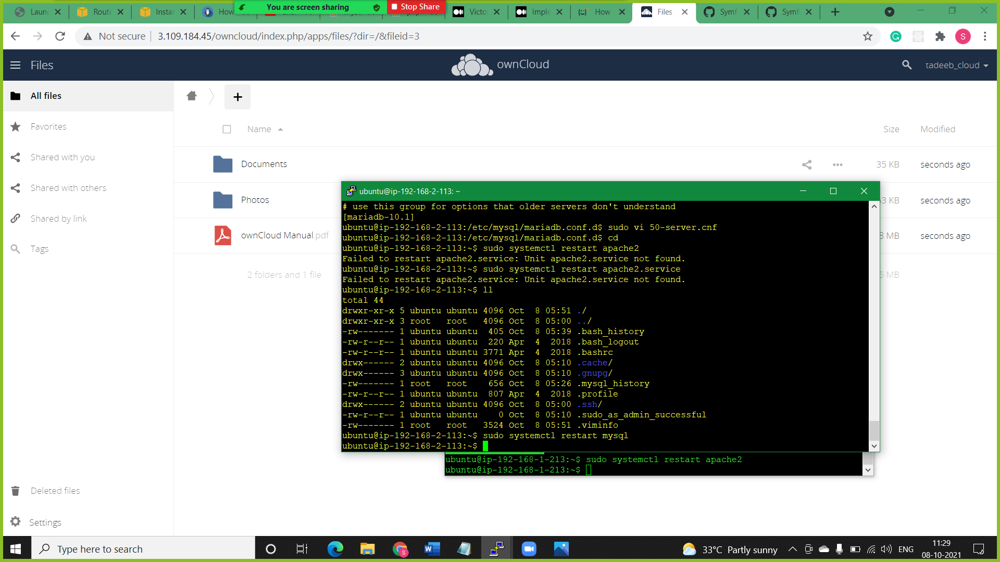 Laun
Route
Instar
How
You are screen sharing
Stop Share
Victo
Imple
How
Files
Symf
Symf
Not secure
3.109.184.45/owncloud/index.php/apps/files/?dir=/&fileid=3
G
S
Files
ownCloud
tadeeb_cloud
All files
Favorites
Shared with you
Shared with others
Shared by link
Tags
Deleted files
Settings
+
Name
Size
Modified
Documents
35 KB
seconds ago
Photos
3 KB
seconds ago
ownCloud Manual.pdf
MB
seconds ago
2 folders and 1 file
MB
ubuntu@ip-192-168-2-113: ~
# use this group for options that older servers don't understand
[mariadb-10.1]
ubuntu@ip-192-168-2-113:/etc/mysql/mariadb.conf.d$ sudo vi 50-server.cnf
ubuntu@ip-192-168-2-113:/etc/mysql/mariadb.conf.d$ cd
ubuntu@ip-192-168-2-113:~$ sudo systemctl restart apache2
Failed to restart apache2.service: Unit apache2.service not found.
ubuntu@ip-192-168-2-113:~$ sudo systemctl restart apache2.service
Failed to restart apache2.service: Unit apache2.service not found.
ubuntu@ip-192-168-2-113:~$ ll
total 44
drwxr-xr-x 5 ubuntu ubuntu 4096 Oct  8 05:51 ./
drwxr-xr-x 3 root   root   4096 Oct  8 05:00 ../
-rw------- 1 ubuntu ubuntu  405 Oct  8 05:39 .bash_history
-rw-r--r-- 1 ubuntu ubuntu  220 Apr  4  2018 .bash_logout
-rw-r--r-- 1 ubuntu ubuntu 3771 Apr  4  2018 .bashrc
drwx------ 2 ubuntu ubuntu 4096 Oct  8 05:10 .cache/
drwx------ 3 ubuntu ubuntu 4096 Oct  8 05:10 .gnupg/
-rw------- 1 root   root    656 Oct  8 05:26 .mysql_history
-rw-r--r-- 1 ubuntu ubuntu  807 Apr  4  2018 .profile
drwx------ 2 ubuntu ubuntu 4096 Oct  8 05:00 .ssh/
-rw-r--r-- 1 ubuntu ubuntu    0 Oct  8 05:10 .sudo_as_admin_successful
-rw------- 1 root   root   3524 Oct  8 05:51 .viminfo
ubuntu@ip-192-168-2-113:~$ sudo systemctl restart mysql
ubuntu@ip-192-168-2-113:~$
ubuntu@ip-192-168-1-213:~$ sudo systemctl restart apache2
ubuntu@ip-192-168-1-213:~$
Type here to search
33°C Partly sunny
ENG
11:29
08-10-2021